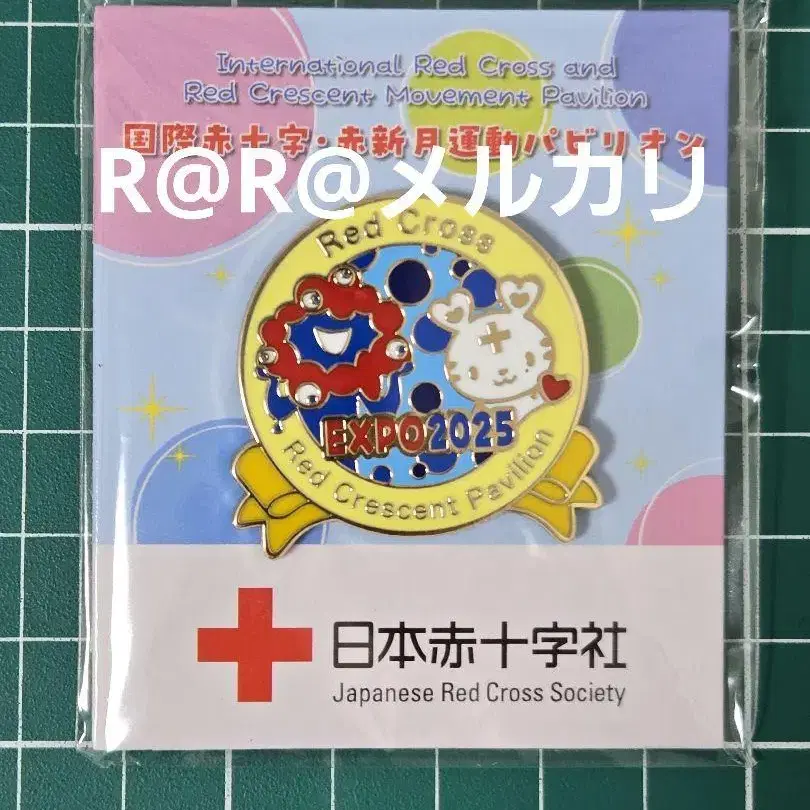 International Red Cross and
Red Crescent Movement Pavilion
国際赤十字・赤新月運動パビリオン
R@R@メルカリ
Red Cross
EXPO2025
Red Crescent Pavilion
日本赤十字社
Japanese Red Cross Society